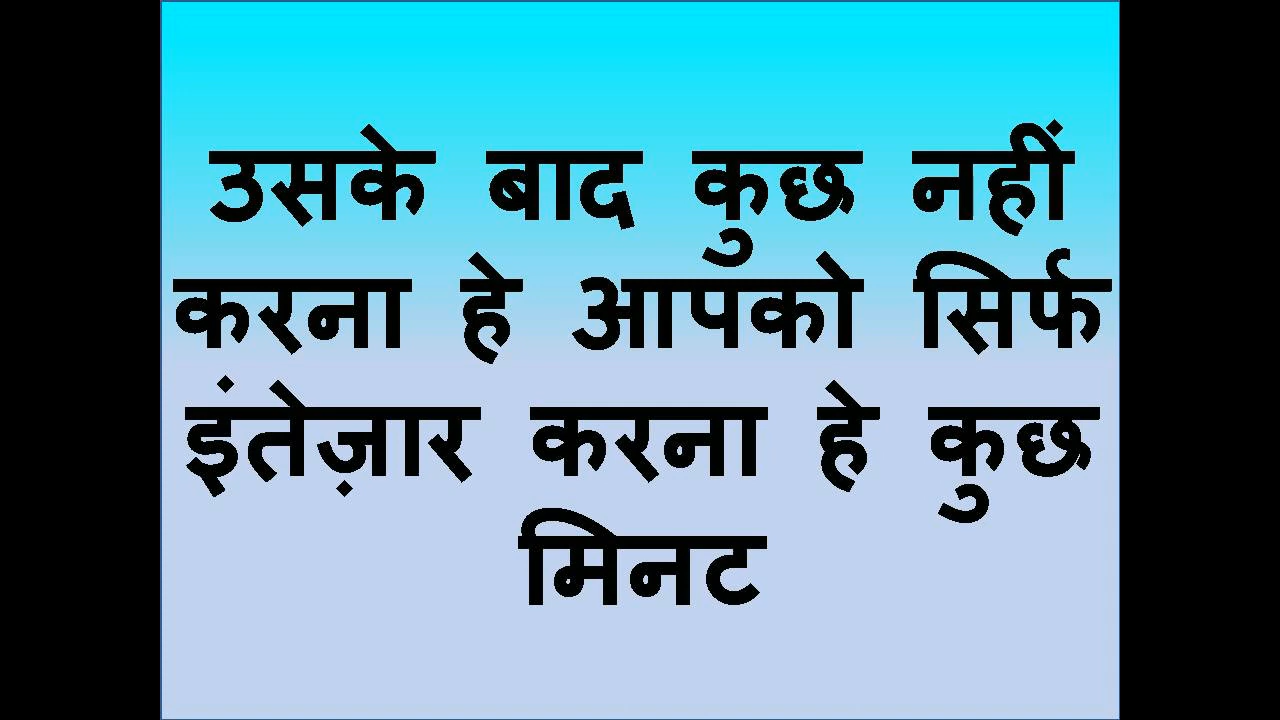 उसके बाद कुछ नहीं
करना हे आपको सिर्फ
इंतेज़ार करना हे कुछ
मिनट